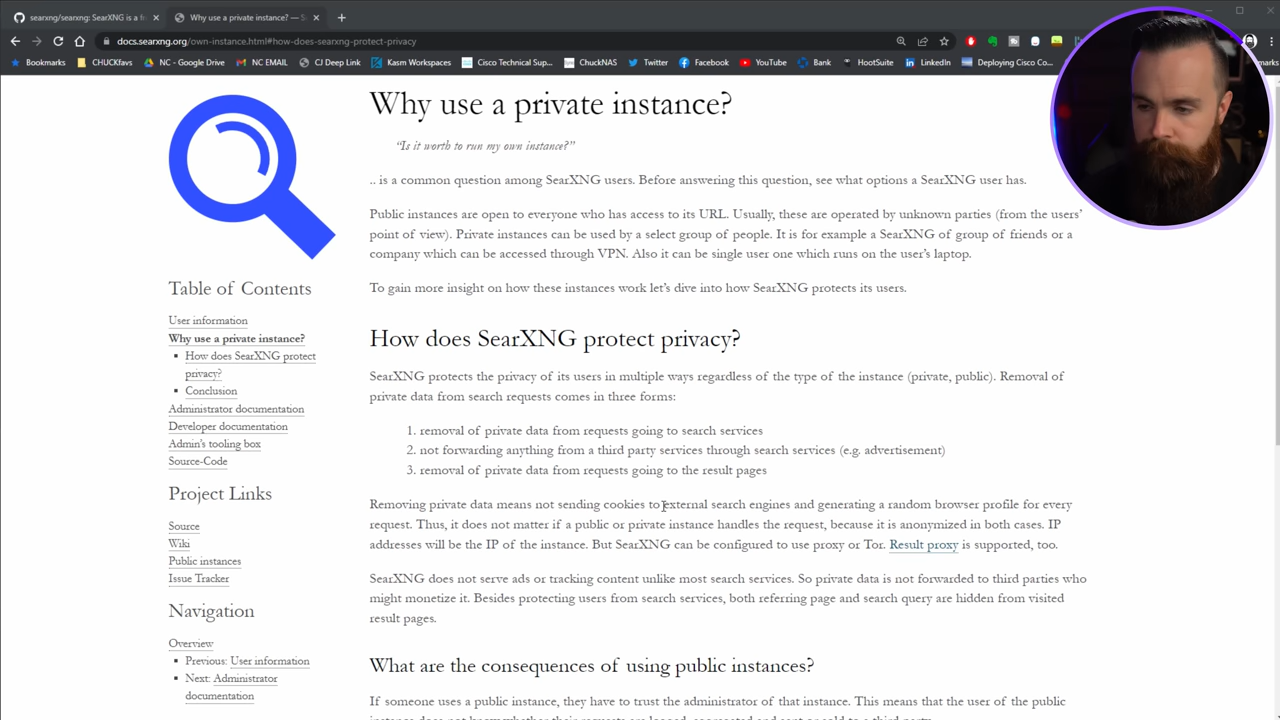 searxng/searxng: SearXNG is a fr
Why use a private instance? — S
docs.searxng.org/own-instance.html#how-does-searxng-protect-privacy
Bookmarks
CHUCKfavs
NC - Google Drive
NC EMAIL
CJ Deep Link
Kasm Workspaces
Cisco Technical Sup...
ChuckNAS
Twitter
Facebook
YouTube
Bank
HootSuite
LinkedIn
Deploying Cisco Co...
Why use a private instance?
“Is it worth to run my own instance?”
.. is a common question among SearXNG users. Before answering this question, see what options a SearXNG user has.
Public instances are open to everyone who has access to its URL. Usually, these are operated by unknown parties (from the users’
point of view). Private instances can be used by a select group of people. It is for example a SearXNG of group of friends or a
company which can be accessed through VPN. Also it can be single user one which runs on the user’s laptop.
To gain more insight on how these instances work let’s dive into how SearXNG protects its users.
How does SearXNG protect privacy?
SearXNG protects the privacy of its users in multiple ways regardless of the type of the instance (private, public). Removal of
private data from search requests comes in three forms:
1. removal of private data from requests going to search services
2. not forwarding anything from a third party services through search services (e.g. advertisement)
3. removal of private data from requests going to the result pages
Removing private data means not sending cookies to external search engines and generating a random browser profile for every
request. Thus, it does not matter if a public or private instance handles the request, because it is anonymized in both cases. IP
addresses will be the IP of the instance. But SearXNG can be configured to use proxy or Tor. Result proxy is supported, too.
SearXNG does not serve ads or tracking content unlike most search services. So private data is not forwarded to third parties who
might monetize it. Besides protecting users from search services, both referring page and search query are hidden from visited
result pages.
What are the consequences of using public instances?
If someone uses a public instance, they have to trust the administrator of that instance. This means that the user of the public
Table of Contents
User information
Why use a private instance?
How does SearXNG protect
privacy?
Conclusion
Administrator documentation
Developer documentation
Admin’s tooling box
Source-Code
Project Links
Source
Wiki
Public instances
Issue Tracker
Navigation
Overview
Previous: User information
Next: Administrator
documentation